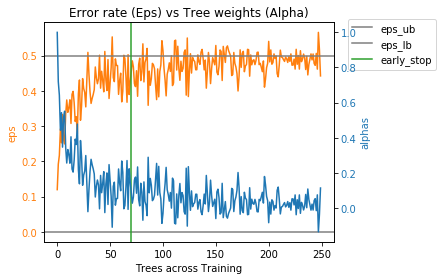 Error rate (Eps) vs Tree weights (Alpha)
eps_ub
eps_lb
early_stop
0.5
0.4
0.3
0.2
0.1
0.0
eps
1.0
0.8
0.6
0.4
0.2
0.0
alphas
0 50 100 150 200 250
Trees across Training